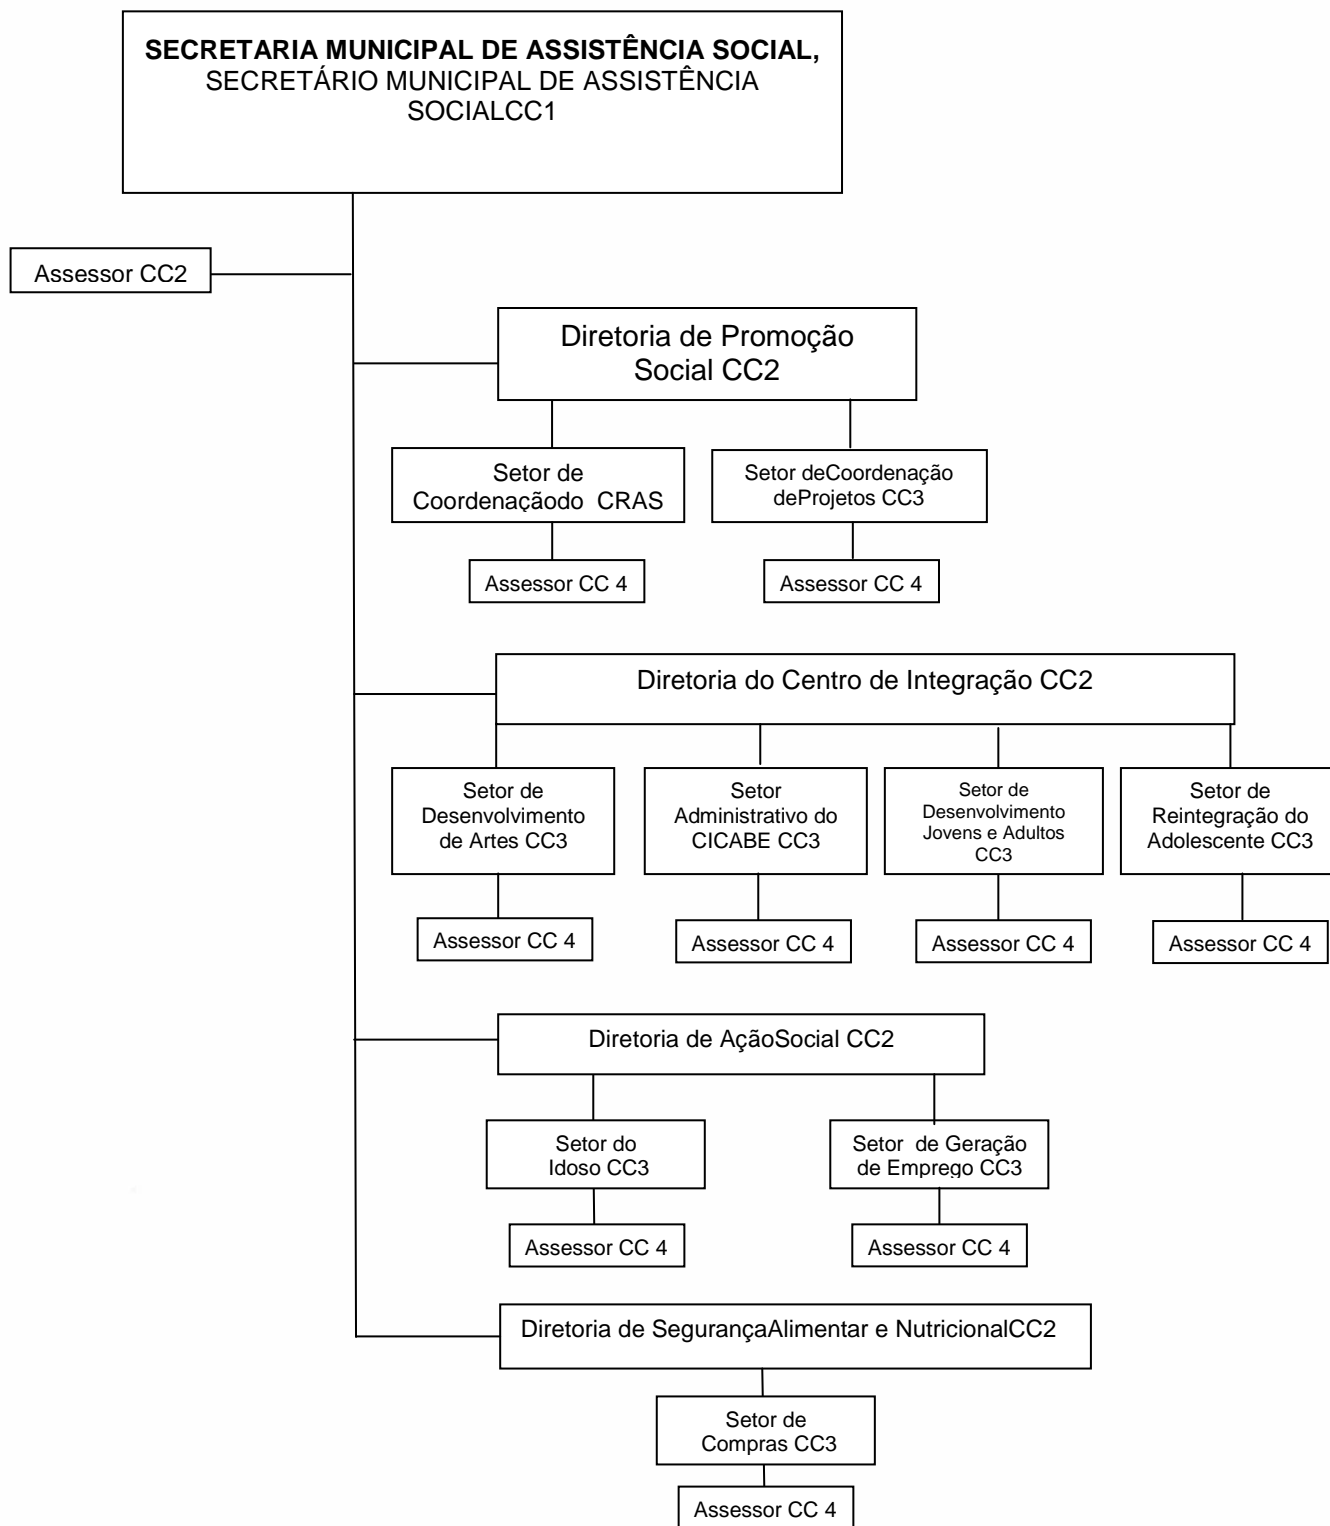 SECRETARIA MUNICIPAL DE ASSISTÊNCIA SOCIAL,
SECRETÁRIO MUNICIPAL DE ASSISTÊNCIA
SOCIALCC1
Assessor CC2
Diretoria de Promoção
Social CC2
Setor de
Coordenaçãodo  CRAS
Setor deCoordenação
deProjetos CC3
Assessor CC 4
Assessor CC 4
Diretoria do Centro de Integração CC2
Setor de
Desenvolvimento
de Artes CC3
Setor
Administrativo do
CICABE CC3
Setor de
Desenvolvimento
Jovens e Adultos
CC3
Setor de
Reintegração do
Adolescente CC3
Assessor CC 4
Assessor CC 4
Assessor CC 4
Assessor CC 4
Diretoria de AçãoSocial CC2
Setor do
Idoso CC3
Setor  de Geração
de Emprego CC3
Assessor CC 4
Assessor CC 4
Diretoria de SegurançaAlimentar e NutricionalCC2
Setor de
Compras CC3
Assessor CC 4